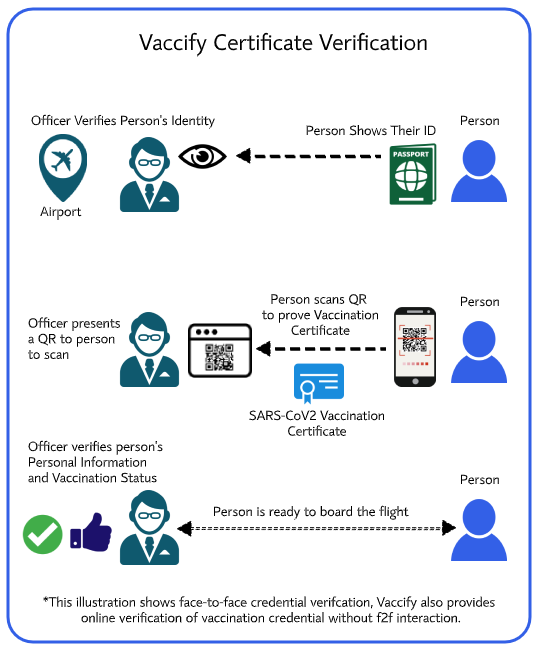 Vaccify Certificate Verification
Officer Verifies Person's Identity
Person Shows Their ID
Person
PASSPORT
Airport
Officer presents
a QR to person
to scan
Person scans QR
to prove Vaccination
Certificate
Person
SARS-CoV2 Vaccination
Certificate
Officer verifies person's
Personal Information
and Vaccination Status
Person is ready to board the flight
Person
*This illustration shows face-to-face credential verifcation, Vaccify also provides
online verification of vaccination credential without f2f interaction.